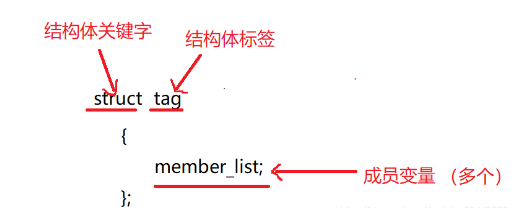 结构体关键字
结构体标签
struct tag
{
member_list;
成员变量 （多个）
};